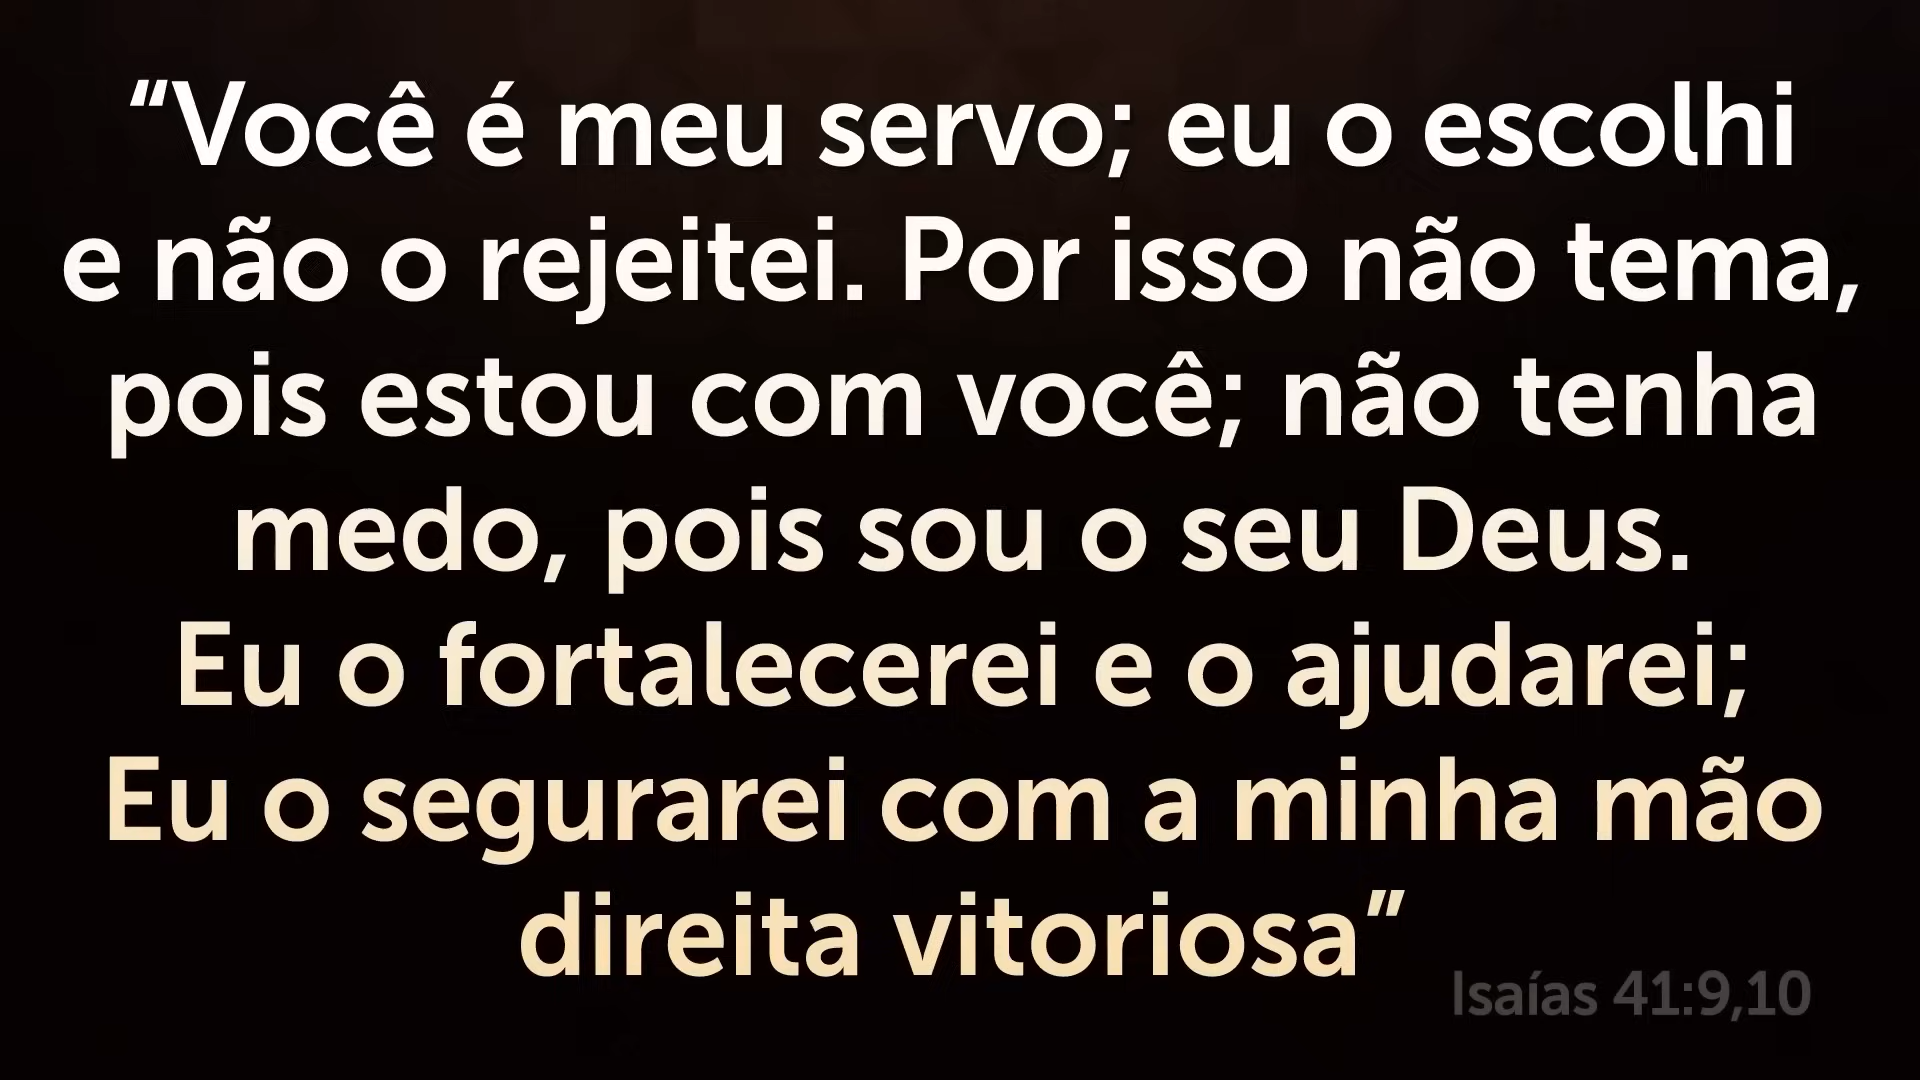 “Você é meu servo; eu o escolhi
e não o rejeitei. Por isso não tema,
pois estou com você; não tenha
medo, pois sou o seu Deus.
Eu o fortalecerei e o ajudarei;
Eu o segurarei com a minha mão
direita vitoriosa”
Isaías 41:9,10